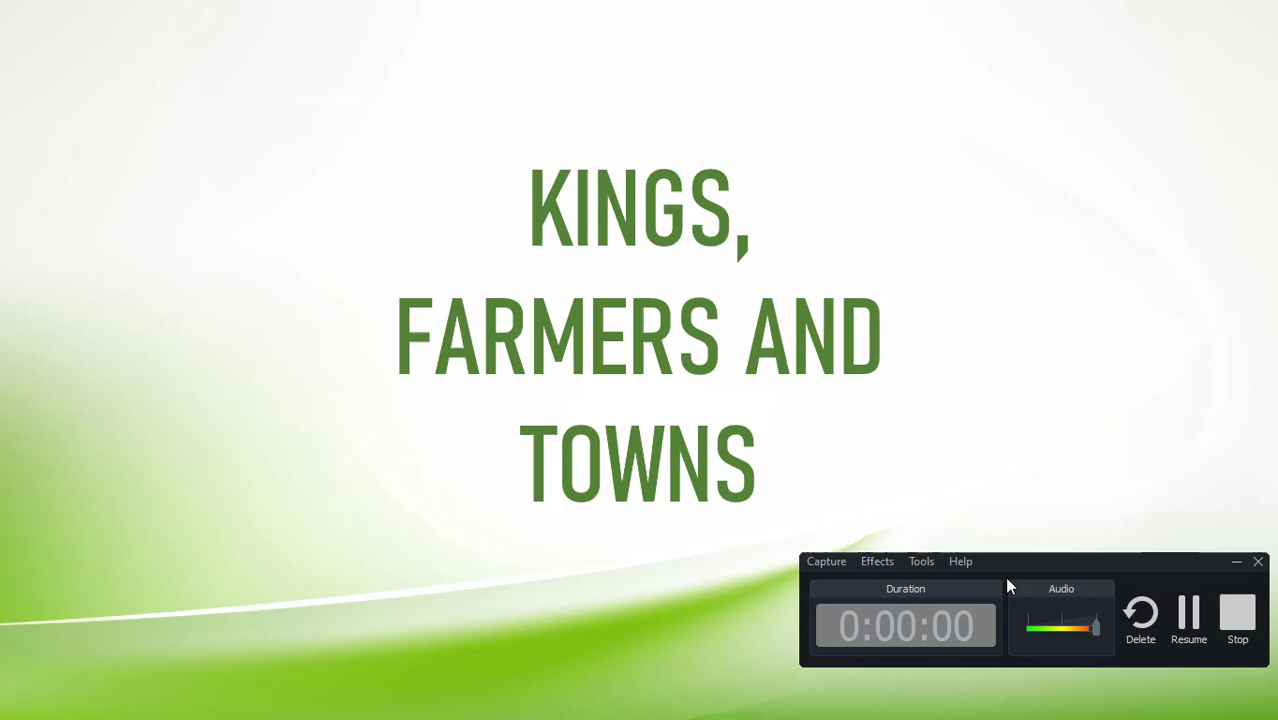 KINGS,
FARMERS AND
TOWNS
Capture Effects Tools Help
Duration Audio
0:00:00
Delete Resume Stop